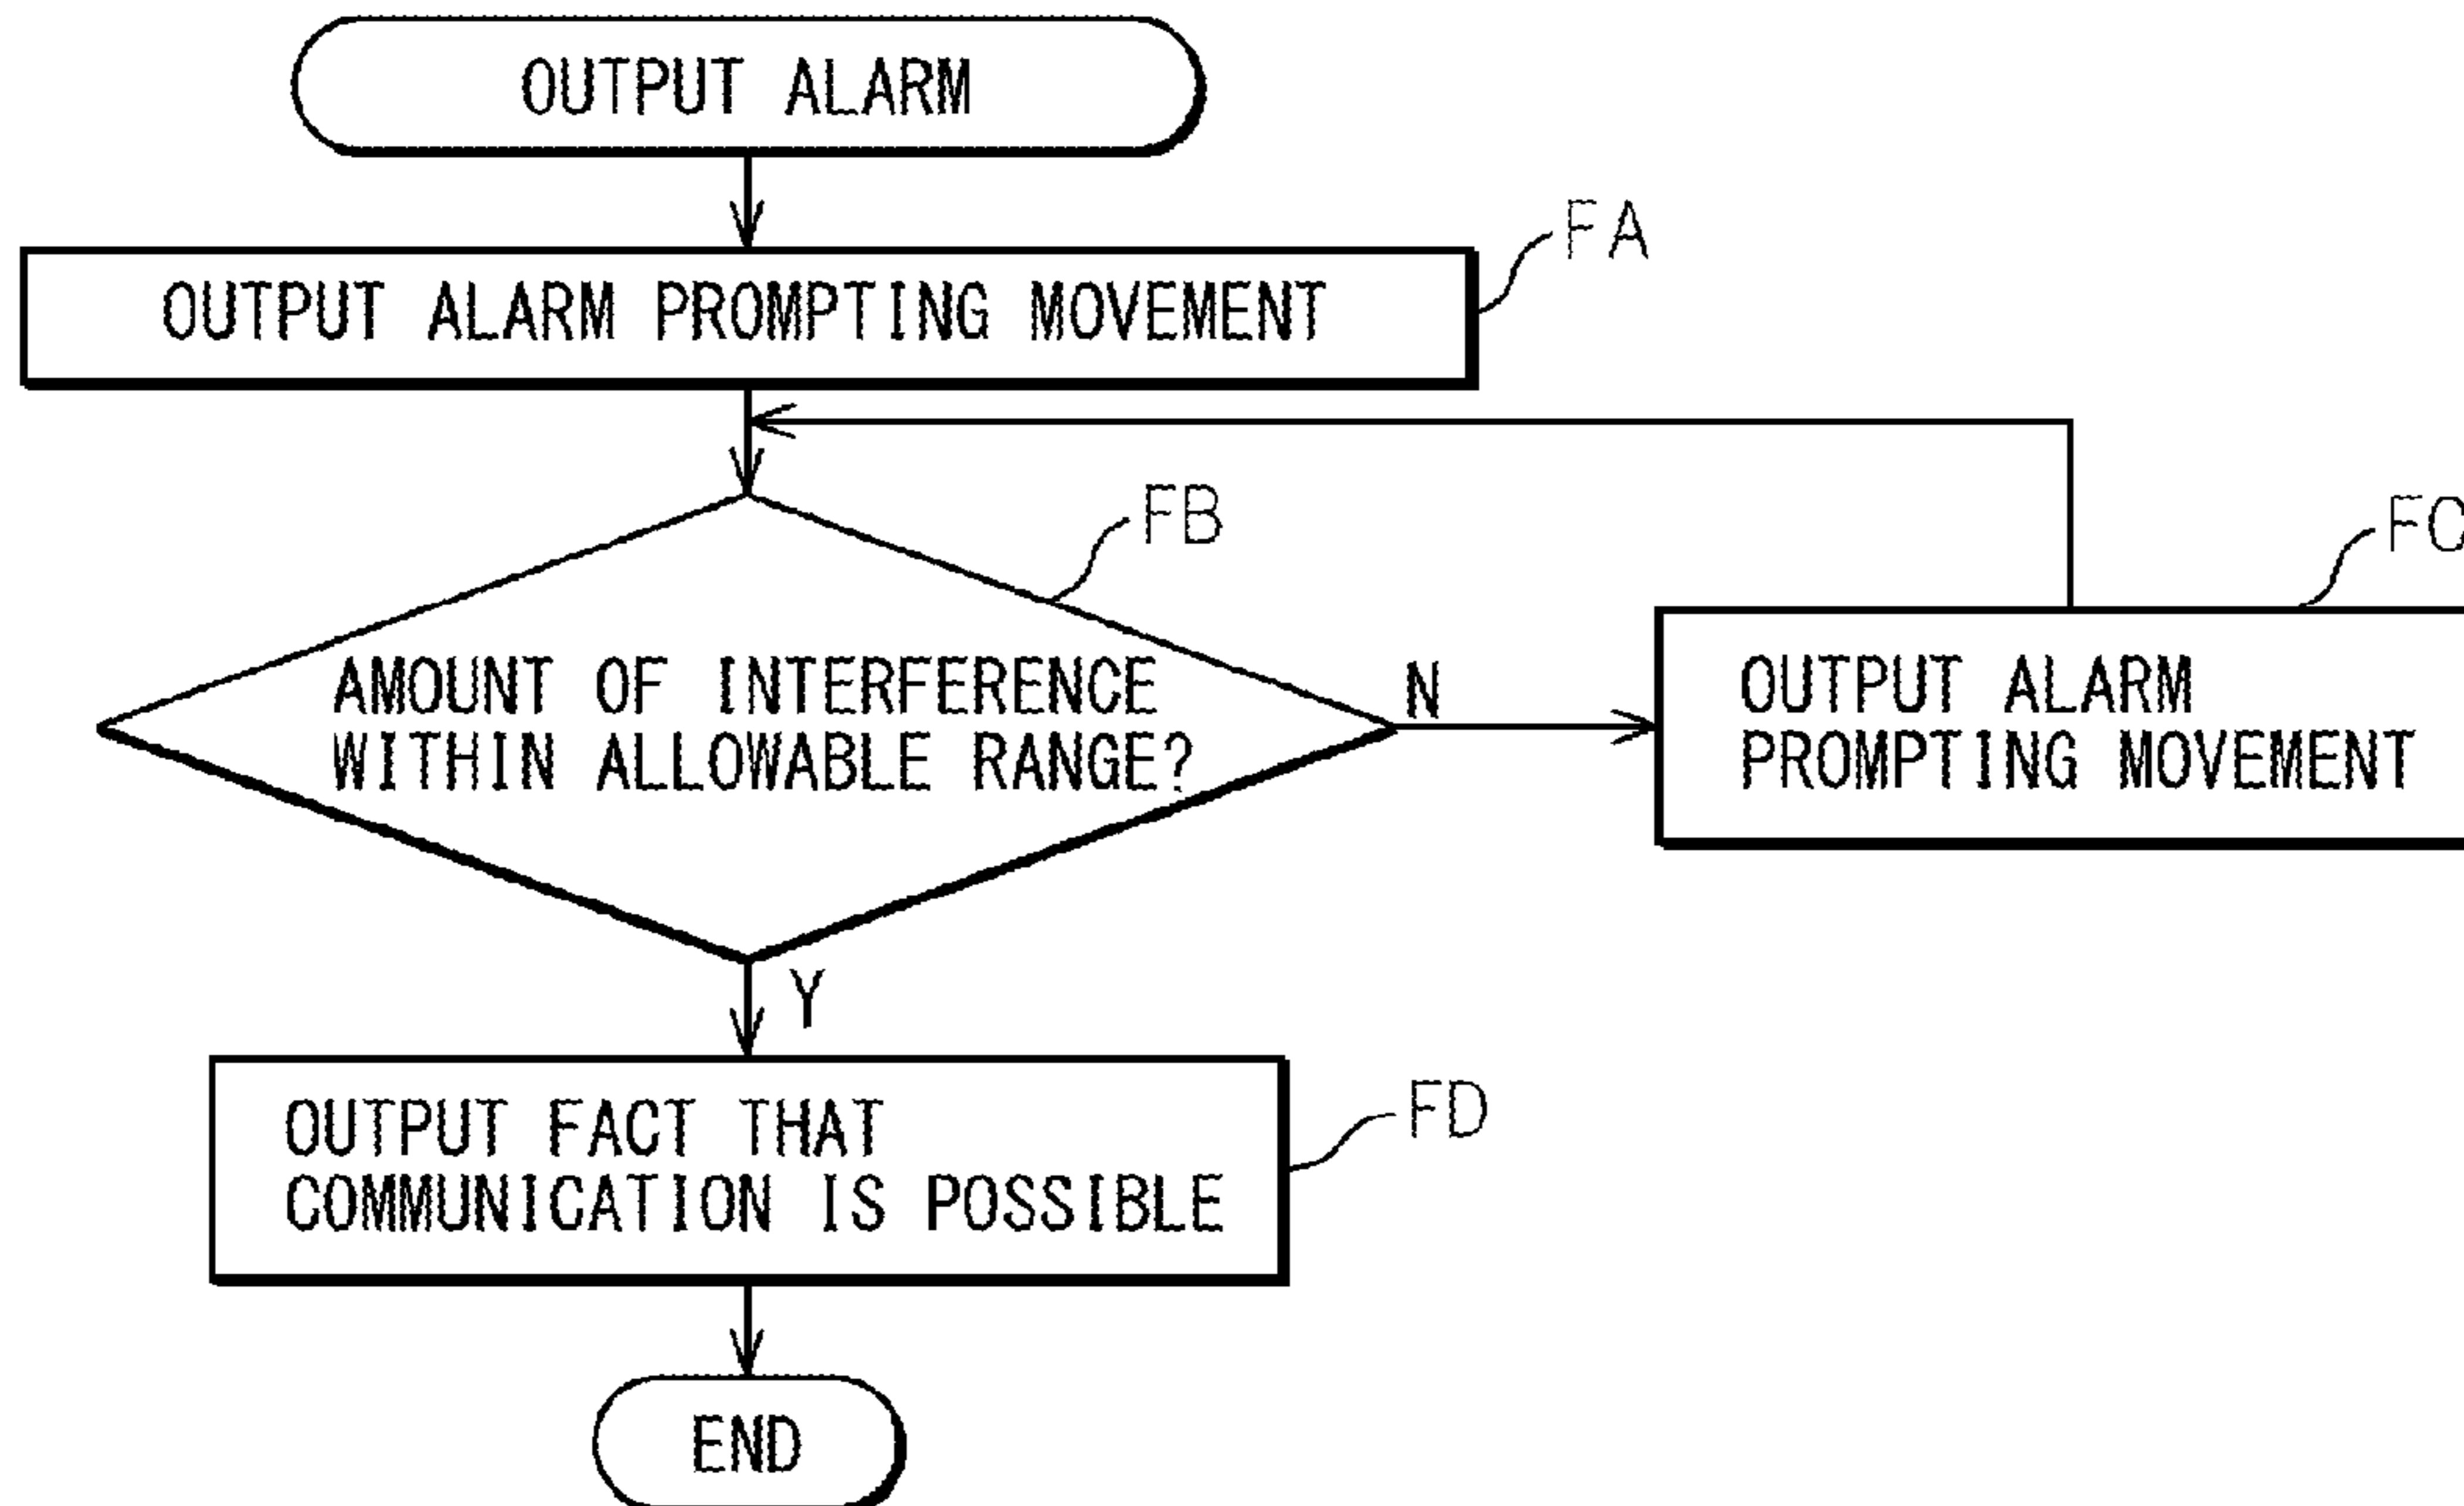 OUTPUT ALARM
FA
OUTPUT ALARM PROMPTING MOVEMENT
FB
FC
AMOUNT OF INTERFERENCE
WITHIN ALLOWABLE RANGE?
N
OUTPUT ALARM
PROMPTING MOVEMENT
Y
OUTPUT FACT THAT
COMMUNICATION IS POSSIBLE
FD
END